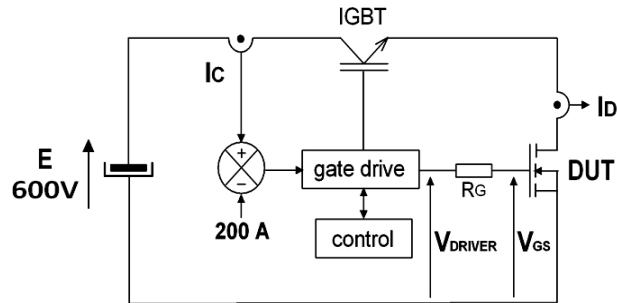 IGBT
IC
ID
E
600V
+
−
gate drive
RG
DUT
200 A
control
VDRIVER
VGS